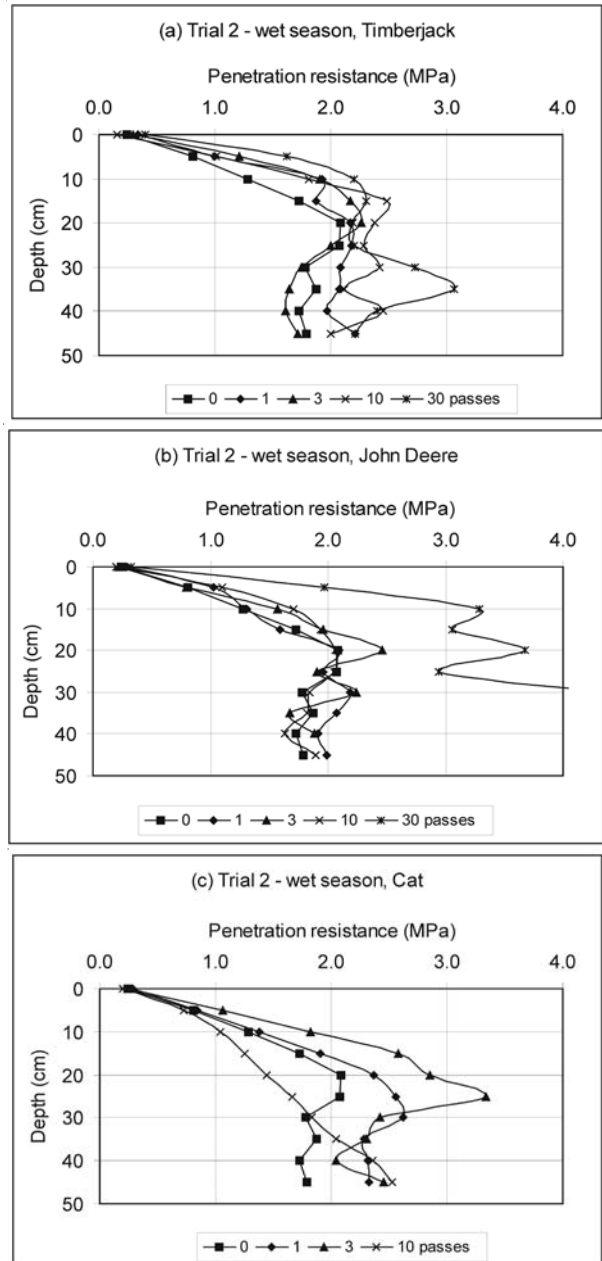 (a) Trial 2 - wet season, Timberjack
Penetration resistance (MPa)
0.0 1.0 2.0 3.0 4.0
0
10
20
30
40
50
Depth (cm)
0 1 3 10 30 passes
(b) Trial 2 - wet season, John Deere
Penetration resistance (MPa)
0.0 1.0 2.0 3.0 4.0
0
10
20
30
40
50
Depth (cm)
0 1 3 10 30 passes
(c) Trial 2 - wet season, Cat
Penetration resistance (MPa)
0.0 1.0 2.0 3.0 4.0
0
10
20
30
40
50
Depth (cm)
0 1 3 10 passes